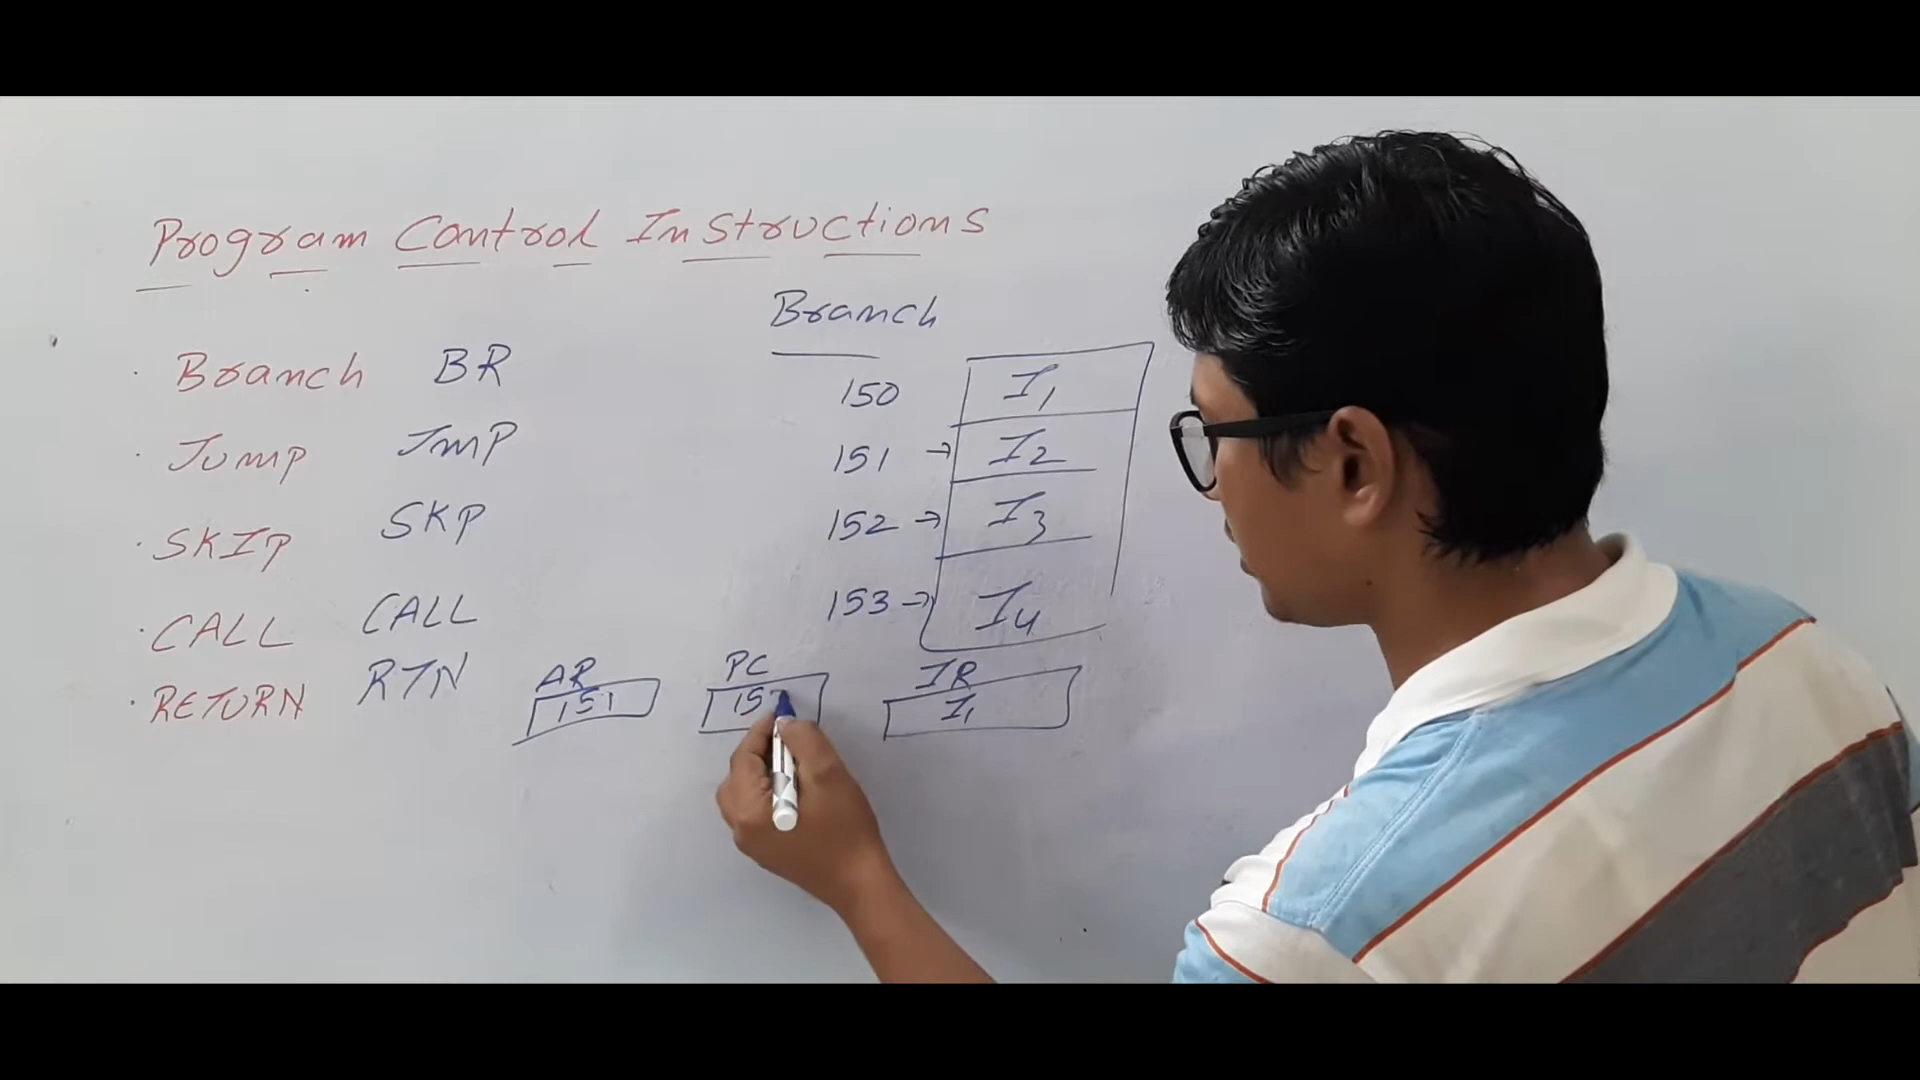 Program Control Instructions
Branch BR
Jump JMP
SKIP SKP
CALL CALL
RETURN RTN
Branch
150 I1
151 → I2
152 → I3
153 → I4
AR PC IR
151 I1